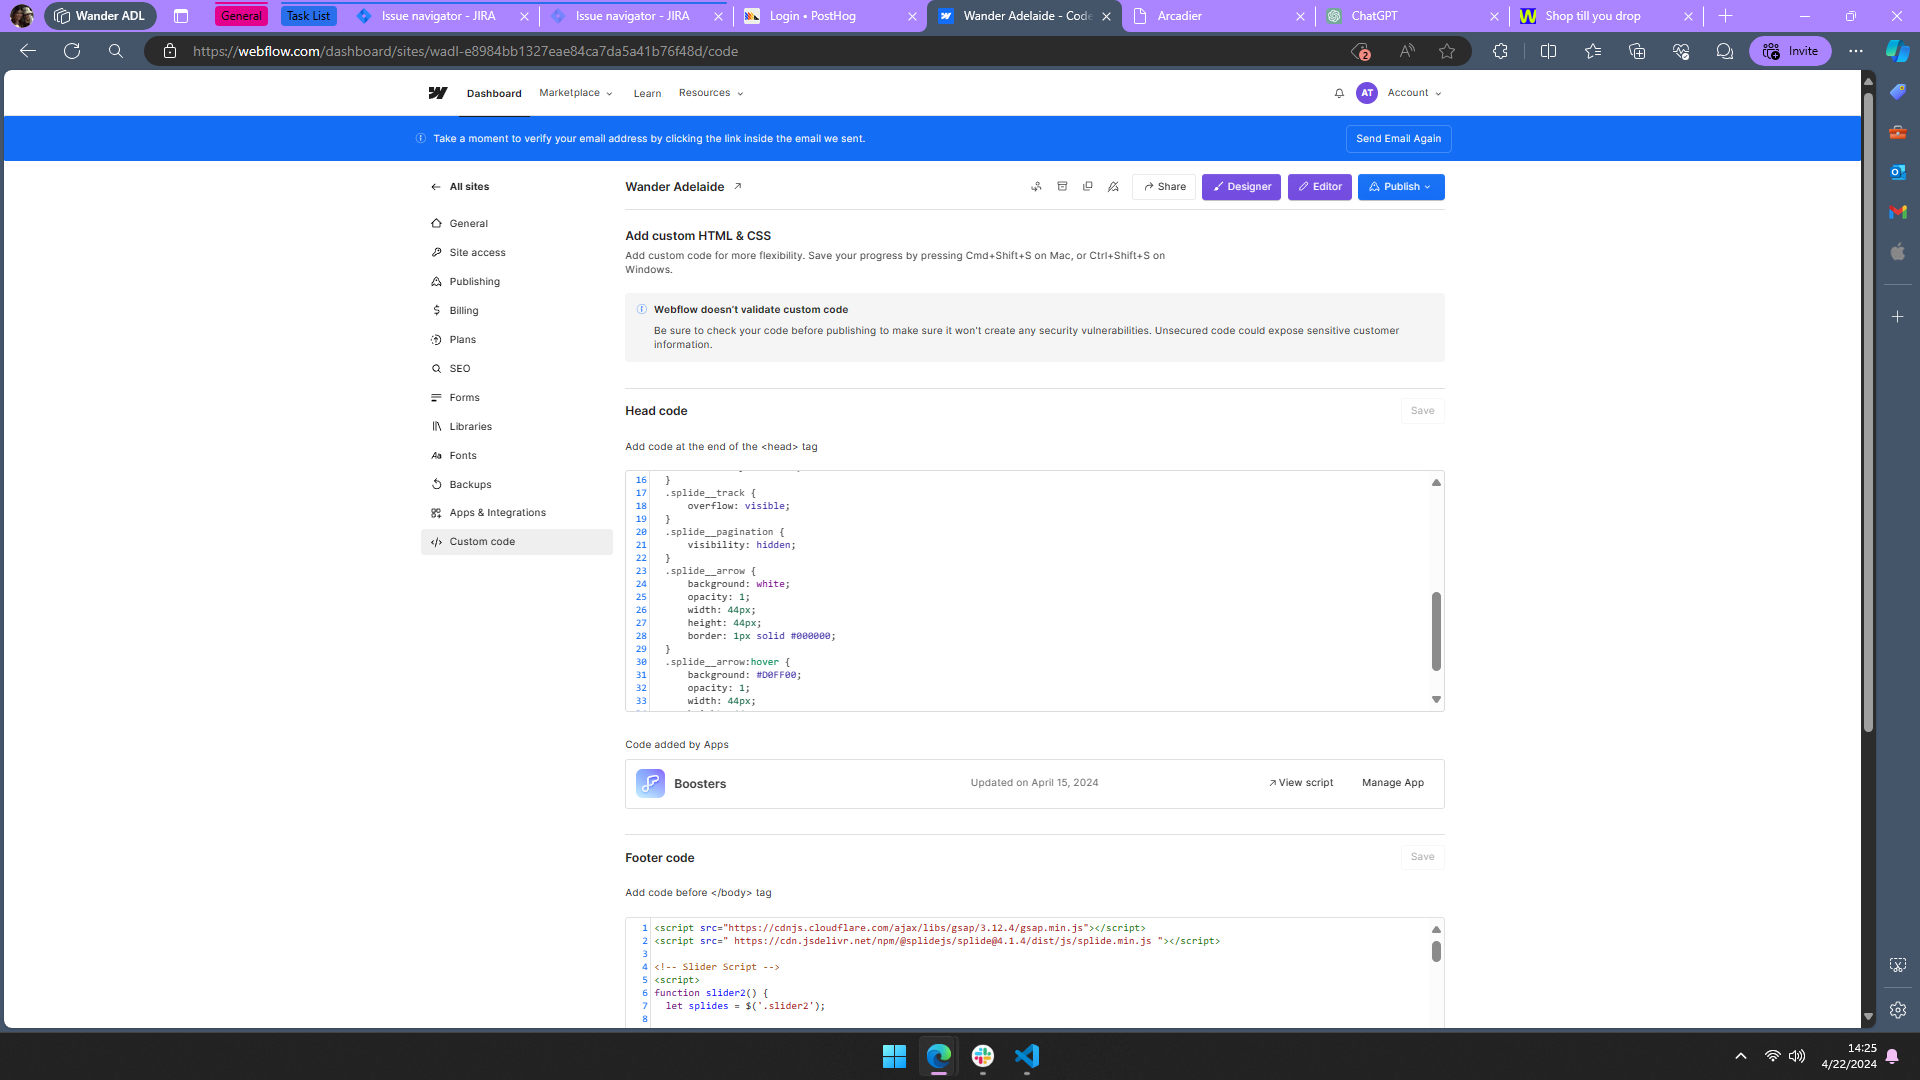 Wander ADL
General
Task List
Issue navigator - JIRA
Issue navigator - JIRA
Login • PostHog
Wander Adelaide - Code
Arcadier
ChatGPT
Shop till you drop
https://webflow.com/dashboard/sites/wadl-e8984bb1327eae84ca7da5a41b76f48d/code
2
Invite
Dashboard
Marketplace
Learn
Resources
AT
Account
Take a moment to verify your email address by clicking the link inside the email we sent.
Send Email Again
All sites
Wander Adelaide
Share
Designer
Editor
Publish
General
Site access
Publishing
Billing
Plans
SEO
Forms
Libraries
Aa Fonts
Backups
Apps & Integrations
</> Custom code
Add custom HTML & CSS
Add custom code for more flexibility. Save your progress by pressing Cmd+Shift+S on Mac, or Ctrl+Shift+S on
Windows.
Webflow doesn't validate custom code
Be sure to check your code before publishing to make sure it won't create any security vulnerabilities. Unsecured code could expose sensitive customer
information.
Head code
Save
Add code at the end of the <head> tag
16 }
17 .splide__track {
18 overflow: visible;
19 }
20 .splide__pagination {
21 visibility: hidden;
22 }
23 .splide__arrow {
24 background: white;
25 opacity: 1;
26 width: 44px;
27 height: 44px;
28 border: 1px solid #000000;
29 }
30 .splide__arrow:hover {
31 background: #D0FF00;
32 opacity: 1;
33 width: 44px;
Code added by Apps
Boosters
Updated on April 15, 2024
View script
Manage App
Footer code
Save
Add code before </body> tag
1 <script src="https://cdnjs.cloudflare.com/ajax/libs/gsap/3.12.4/gsap.min.js"></script>
2 <script src=" https://cdn.jsdelivr.net/npm/@splidejs/splide@4.1.4/dist/js/splide.min.js "></script>
3
4 <!-- Slider Script -->
5 <script>
6 function slider2() {
7 let splides = $('.slider2');
8
14:25
4/22/2024